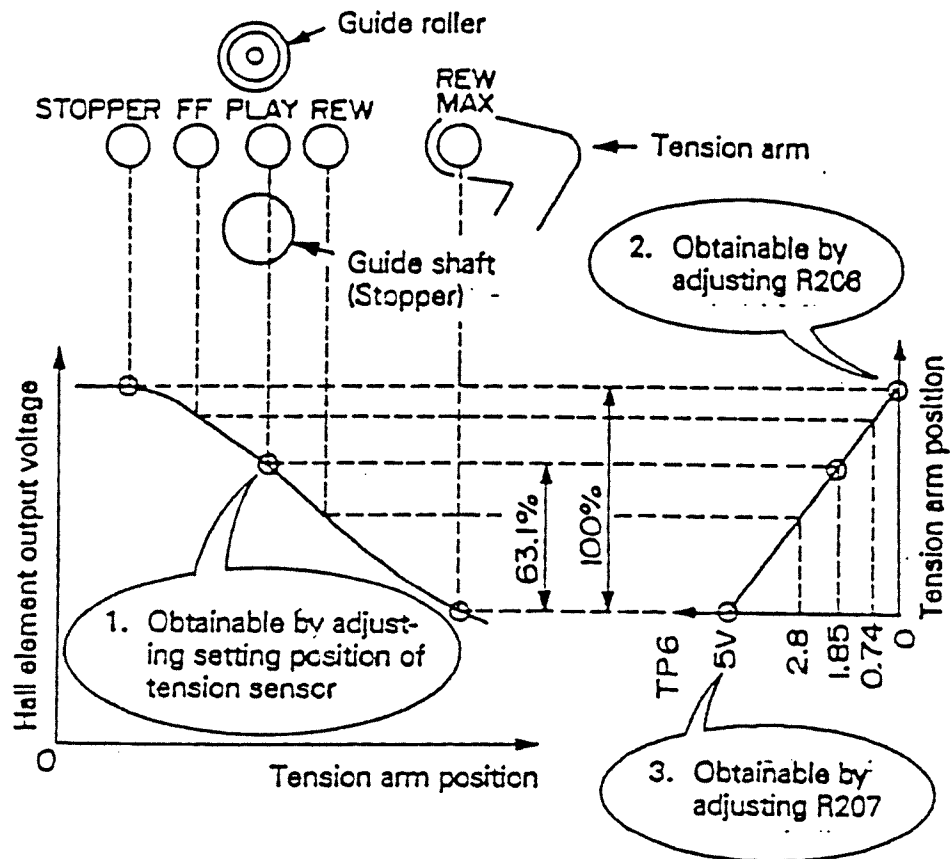 Guide roller
REW
MAX
STOPPER FF PLAY REW
Tension arm
Guide shaft
(Stopper)
2. Obtainable by
adjusting R206
Hall element output voltage
63.1%
100%
Tension arm position
1. Obtainable by adjust-
ing setting position of
tension sensor
TP6
5V
2.8
1.85
0.74
0
0
Tension arm position
3. Obtainable by
adjusting R207